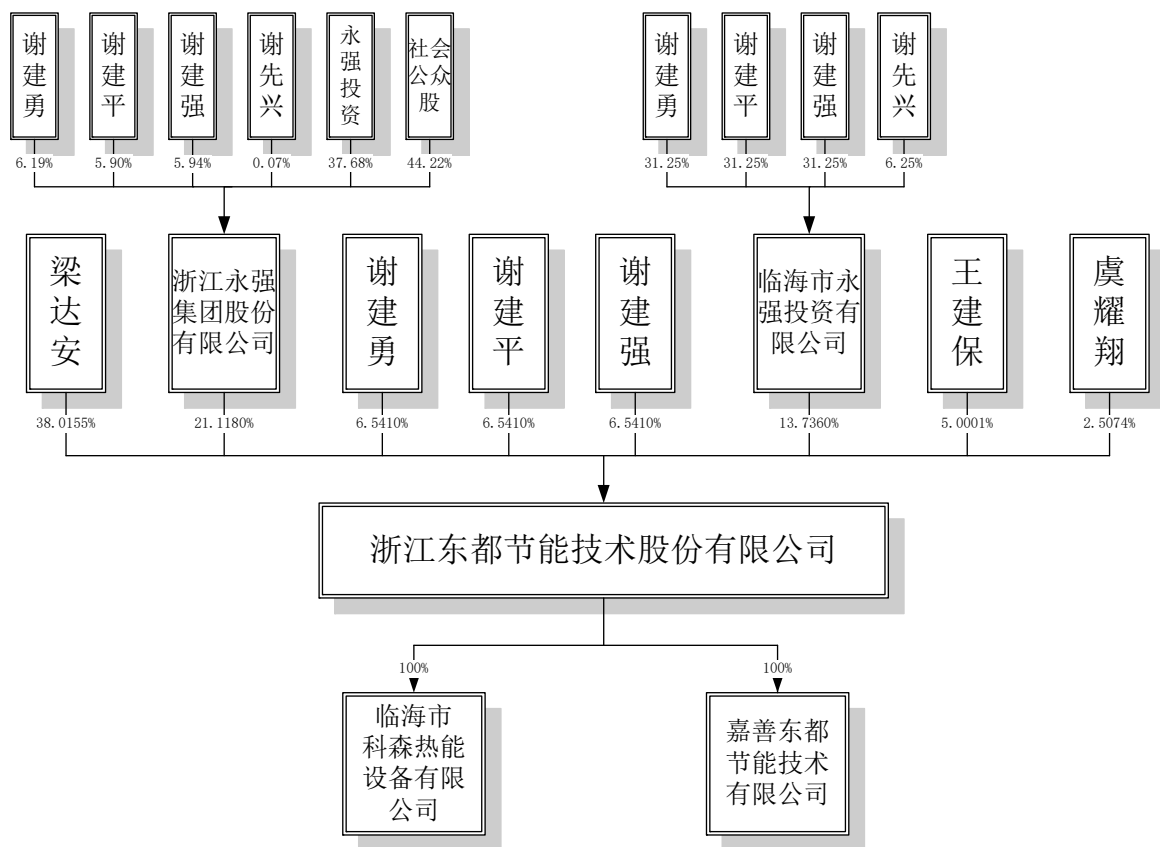 谢建勇
谢建平
谢建强
谢先兴
永强投资
社会
公众
股
谢建勇
谢建平
谢建强
谢先兴
6.19%
5.90%
5.94%
0.07%
37.68%
44.22%
31.25%
31.25%
31.25%
6.25%
梁达安
浙江永强
集团股份
有限公司
谢建勇
谢建平
谢建强
临海市永
强投资有
限公司
王建保
虞耀翔
38.0155%
21.1180%
6.5410%
6.5410%
6.5410%
13.7360%
5.0001%
2.5074%
浙江东都节能技术股份有限公司
100%
100%
临海市
科森热能
设备有限
公司
嘉善东都
节能技术
有限公司